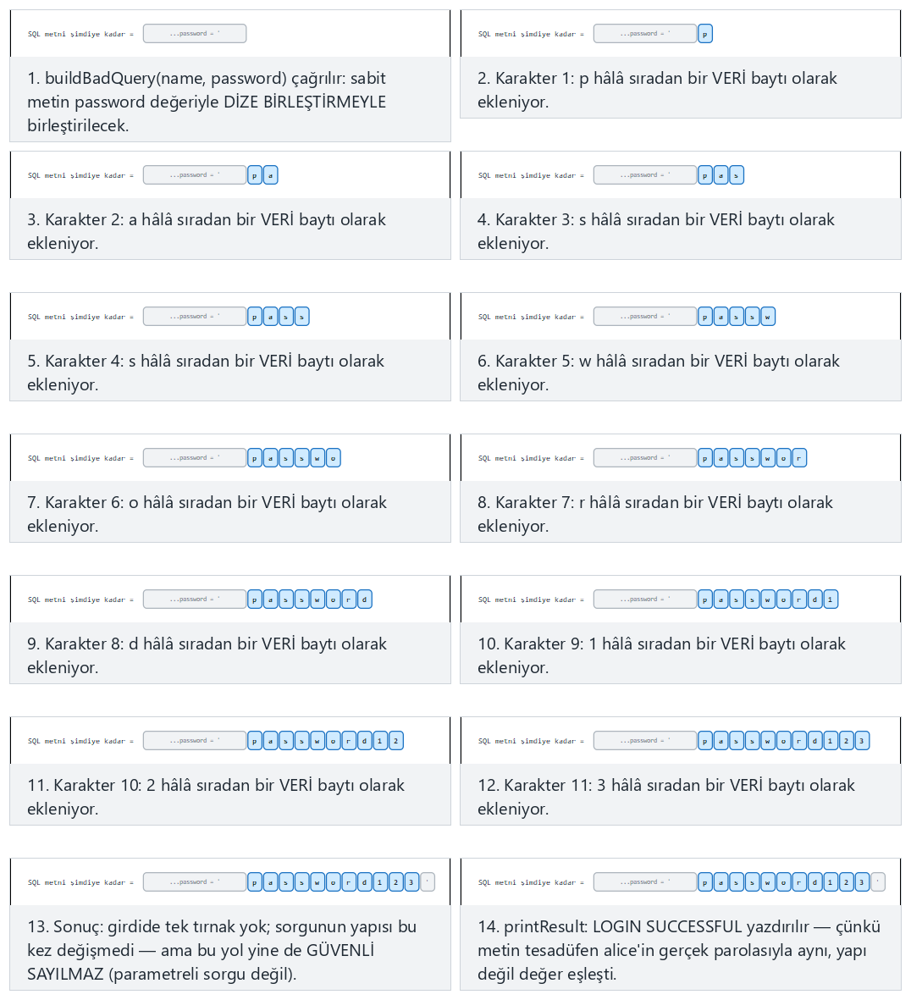 SQL metni şimdiye kadar = ...password = '
1. buildBadQuery(name, password) çağrılır: sabit
metin password değeriyle DİZE BİRLEŞTİRMEYLE
birleştirilecek.
SQL metni şimdiye kadar = ...password = ' p
2. Karakter 1: p hâlâ sıradan bir VERİ baytı olarak
ekleniyor.
SQL metni şimdiye kadar = ...password = ' p a
3. Karakter 2: a hâlâ sıradan bir VERİ baytı olarak
ekleniyor.
SQL metni şimdiye kadar = ...password = ' p a s
4. Karakter 3: s hâlâ sıradan bir VERİ baytı olarak
ekleniyor.
SQL metni şimdiye kadar = ...password = ' p a s s
5. Karakter 4: s hâlâ sıradan bir VERİ baytı olarak
ekleniyor.
SQL metni şimdiye kadar = ...password = ' p a s s w
6. Karakter 5: w hâlâ sıradan bir VERİ baytı olarak
ekleniyor.
SQL metni şimdiye kadar = ...password = ' p a s s w o
7. Karakter 6: o hâlâ sıradan bir VERİ baytı olarak
ekleniyor.
SQL metni şimdiye kadar = ...password = ' p a s s w o r
8. Karakter 7: r hâlâ sıradan bir VERİ baytı olarak
ekleniyor.
SQL metni şimdiye kadar = ...password = ' p a s s w o r d
9. Karakter 8: d hâlâ sıradan bir VERİ baytı olarak
ekleniyor.
SQL metni şimdiye kadar = ...password = ' p a s s w o r d 1
10. Karakter 9: 1 hâlâ sıradan bir VERİ baytı olarak
ekleniyor.
SQL metni şimdiye kadar = ...password = ' p a s s w o r d 1 2
11. Karakter 10: 2 hâlâ sıradan bir VERİ baytı olarak
ekleniyor.
SQL metni şimdiye kadar = ...password = ' p a s s w o r d 1 2 3
12. Karakter 11: 3 hâlâ sıradan bir VERİ baytı olarak
ekleniyor.
SQL metni şimdiye kadar = ...password = ' p a s s w o r d 1 2 3 '
13. Sonuç: girdide tek tırnak yok; sorgunun yapısı bu
kez değişmedi — ama bu yol yine de GÜVENLİ
SAYILMAZ (parametreli sorgu değil).
SQL metni şimdiye kadar = ...password = ' p a s s w o r d 1 2 3 '
14. printResult: LOGIN SUCCESSFUL yazdırılır — çünkü
metin tesadüfen alice'in gerçek parolasıyla aynı, yapı
değil değer eşleşti.